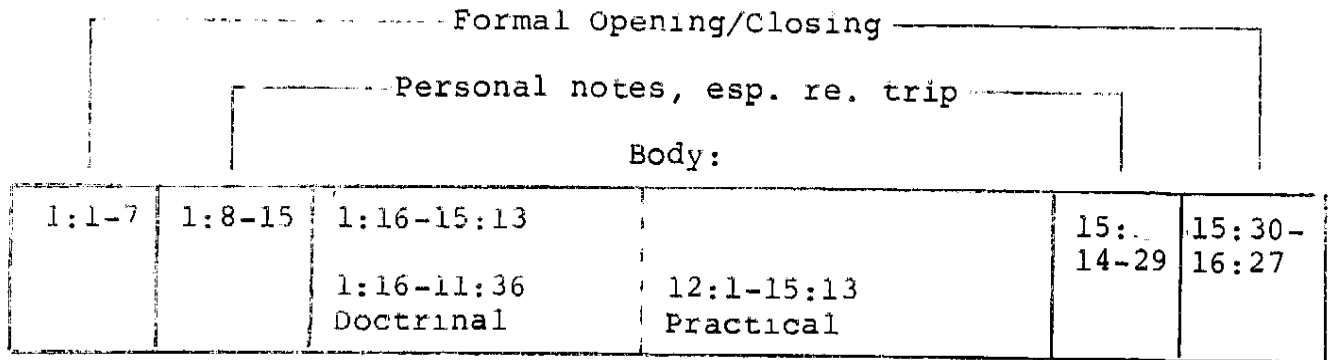 Formal Opening/Closing
Personal notes, esp. re. trip
Body:
1:1-7 1:8-15 1:16-15:13 15: 15:30-
14-29 16:27
1:16-11:36 12:1-15:13
Doctrinal Practical